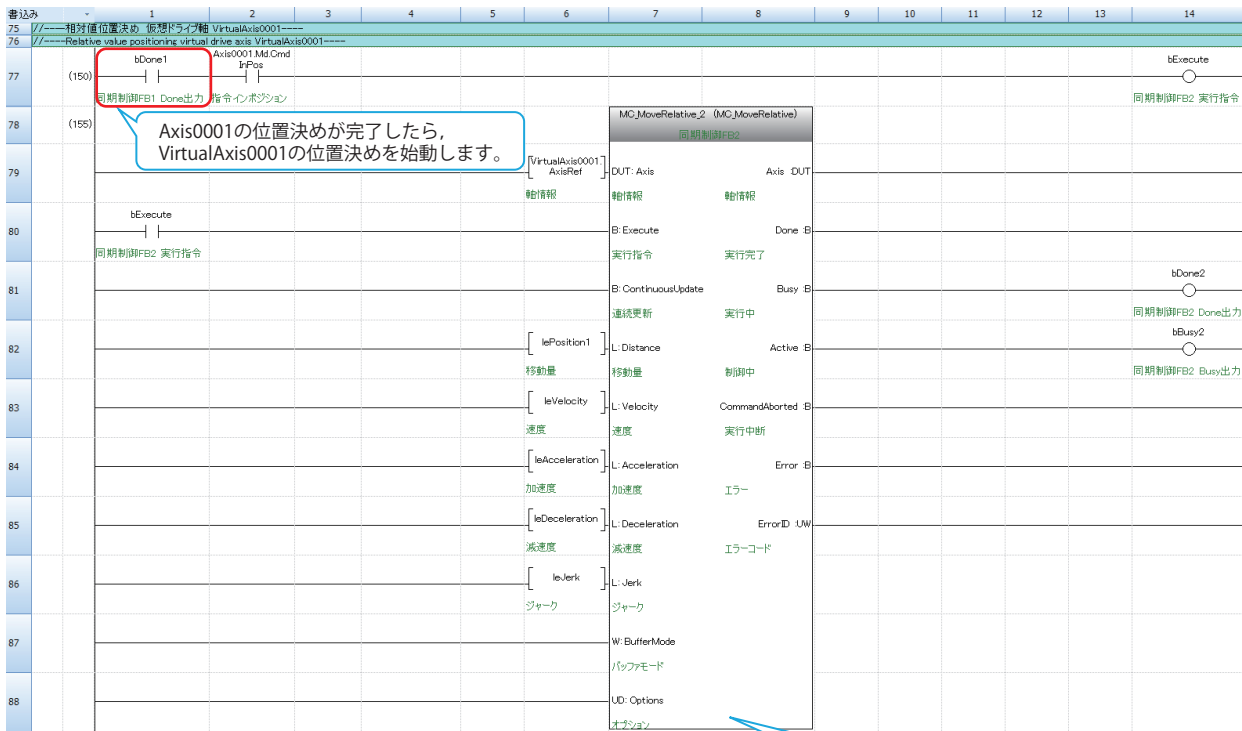 書込み 1 2 3 4 5 6 7 8 9 10 11 12 13 14
75 //----相対値位置決め 仮想ドライブ軸 VirtualAxis0001----
76 //----Relative value positioning virtual drive axis VirtualAxis0001----
bDone1 Axis0001.Md.Cmd bExecute
InPos
77 (150)
同期制御FB1 Done出力 指令インポジション 同期制御FB2 実行指令
78 (155) MC_MoveRelative_2 (MC_MoveRelative)
同期制御FB2
Axis0001の位置決めが完了したら,
VirtualAxis0001の位置決めを始動します。
79 VirtualAxis0001. DUT: Axis Axis :DUT
AxisRef
軸情報 軸情報 軸情報
bExecute
80 B: Execute Done :B
同期制御FB2 実行指令 実行指令 実行完了
bDone2
81 B: ContinuousUpdate Busy :B
連続更新 実行中 同期制御FB2 Done出力
bBusy2
82 lePosition1 L: Distance Active :B
移動量 移動量 制御中 同期制御FB2 Busy出力
83 leVelocity L: Velocity CommandAborted :B
速度 速度 実行中断
84 leAcceleration L: Acceleration Error :B
加速度 加速度 エラー
85 leDeceleration L: Deceleration ErrorID :UW
減速度 減速度 エラーコード
86 leJerk L: Jerk
ジャーク ジャーク
87 W: BufferMode
バッファモード
88 UD: Options
オプション